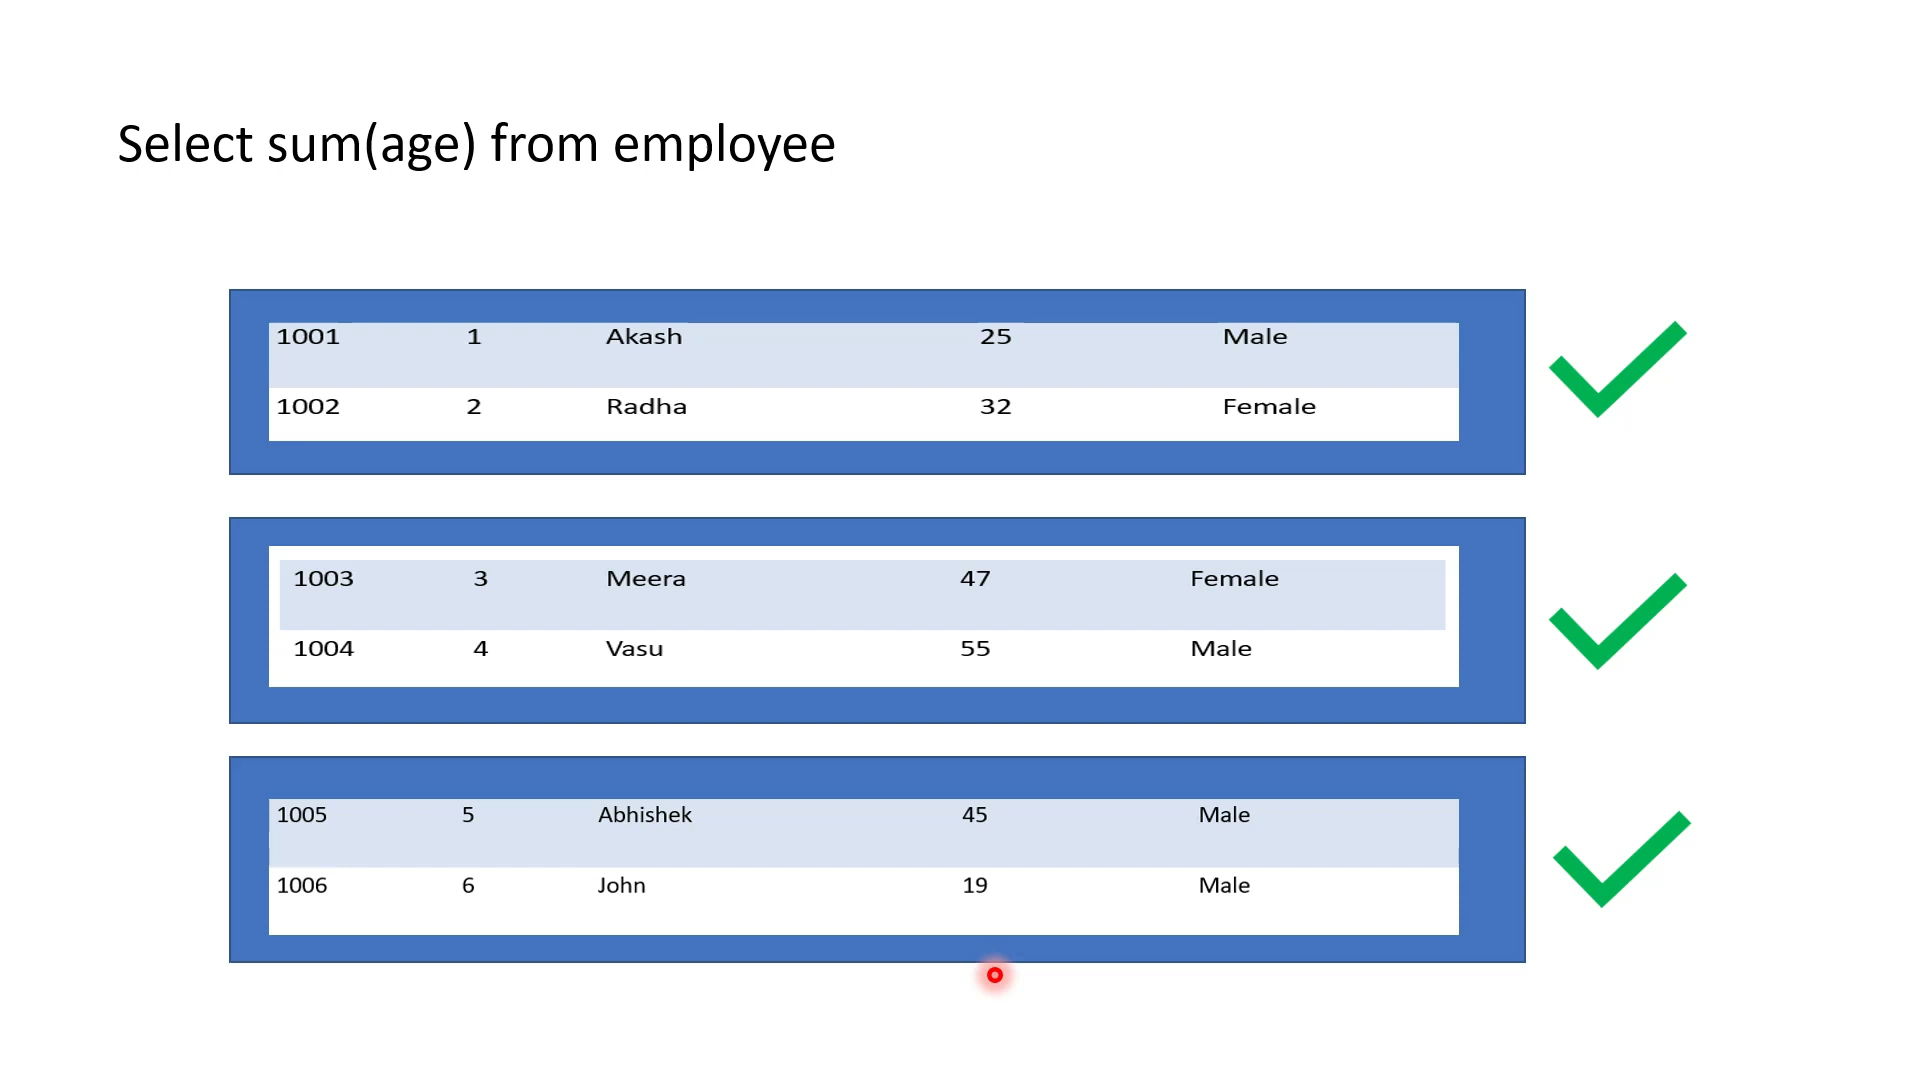 Select sum(age) from employee
1001 1 Akash 25 Male
1002 2 Radha 32 Female
1003 3 Meera 47 Female
1004 4 Vasu 55 Male
1005 5 Abhishek 45 Male
1006 6 John 19 Male